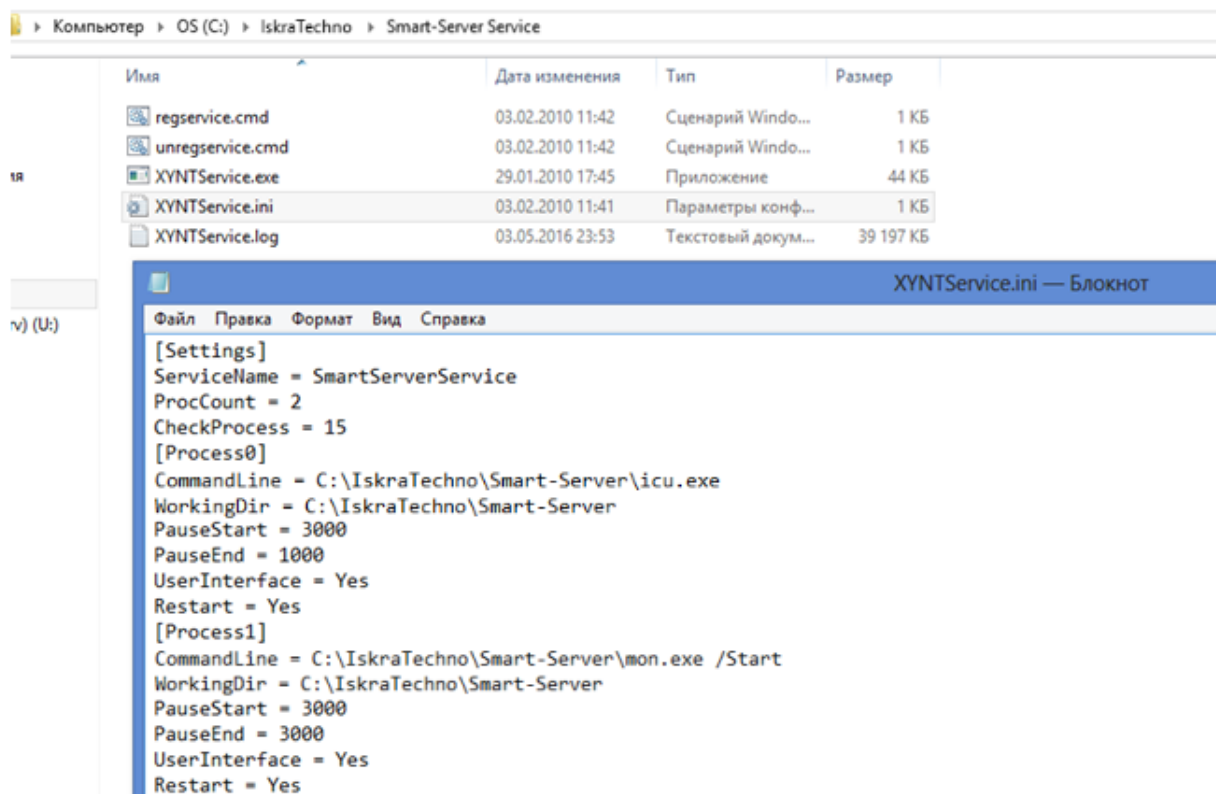 Компьютер ▸ OS (C:) ▸ IskraTechno ▸ Smart-Server Service
Имя Дата изменения Тип Размер
regservice.cmd 03.02.2010 11:42 Сценарий Windo... 1 КБ
unregservice.cmd 03.02.2010 11:42 Сценарий Windo... 1 КБ
XYNTService.exe 29.01.2010 17:45 Приложение 44 КБ
XYNTService.ini 03.02.2010 11:41 Параметры конф... 1 КБ
XYNTService.log 03.05.2016 23:53 Текстовый докум... 39 197 КБ
ия
rv) (U:)
XYNTService.ini — Блокнот
Файл Правка Формат Вид Справка
[Settings]
ServiceName = SmartServerService
ProcCount = 2
CheckProcess = 15
[Process0]
CommandLine = C:\IskraTechno\Smart-Server\icu.exe
WorkingDir = C:\IskraTechno\Smart-Server
PauseStart = 3000
PauseEnd = 1000
UserInterface = Yes
Restart = Yes
[Process1]
CommandLine = C:\IskraTechno\Smart-Server\mon.exe /Start
WorkingDir = C:\IskraTechno\Smart-Server
PauseStart = 3000
PauseEnd = 3000
UserInterface = Yes
Restart = Yes